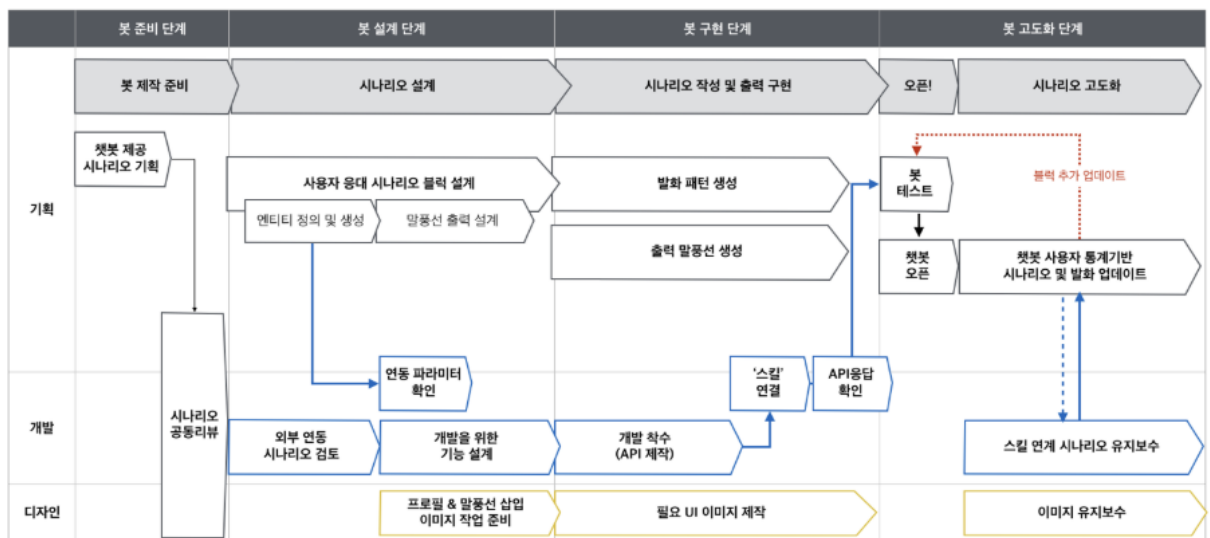 봇 준비 단계
봇 설계 단계
봇 구현 단계
봇 고도화 단계
봇 제작 준비
시나리오 설계
시나리오 작성 및 출력 구현
오픈!
시나리오 고도화
기획
챗봇 제공
시나리오 기획
사용자 응대 시나리오 블럭 설계
엔티티 정의 및 생성
말풍선 출력 설계
발화 패턴 생성
출력 말풍선 생성
봇
테스트
블럭 추가 업데이트
챗봇
오픈
챗봇 사용자 통계기반
시나리오 및 발화 업데이트
개발
시나리오
공동리뷰
연동 파라미터
확인
'스킬'
연결
API응답
확인
외부 연동
시나리오 검토
개발을 위한
기능 설계
개발 착수
(API 제작)
스킬 연계 시나리오 유지보수
디자인
프로필 & 말풍선 삽입
이미지 작업 준비
필요 UI 이미지 제작
이미지 유지보수